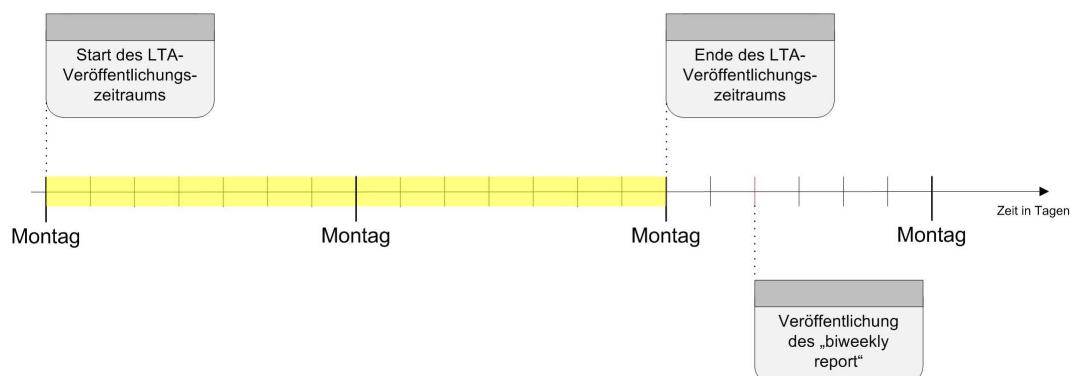 Start des LTA-
Veröffentlichungs-
zeitraums
Ende des LTA-
Veröffentlichungs-
zeitraums
Zeit in Tagen
Montag
Montag
Montag
Montag
Veröffentlichung
des „biweekly
report“